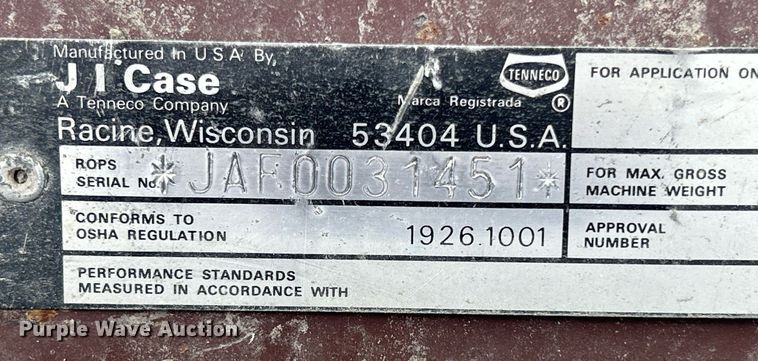 Manufactured In U.S.A. By,
J I Case
A Tenneco Company
TENNECO
Marca Registrada ®
Racine, Wisconsin 53404 U.S.A.
FOR APPLICATION ON
ROPS
SERIAL No.
*JAF0031451*
FOR MAX. GROSS
MACHINE WEIGHT
CONFORMS TO
OSHA REGULATION
1926.1001
APPROVAL
NUMBER
PERFORMANCE STANDARDS
MEASURED IN ACCORDANCE WITH
Purple Wave Auction